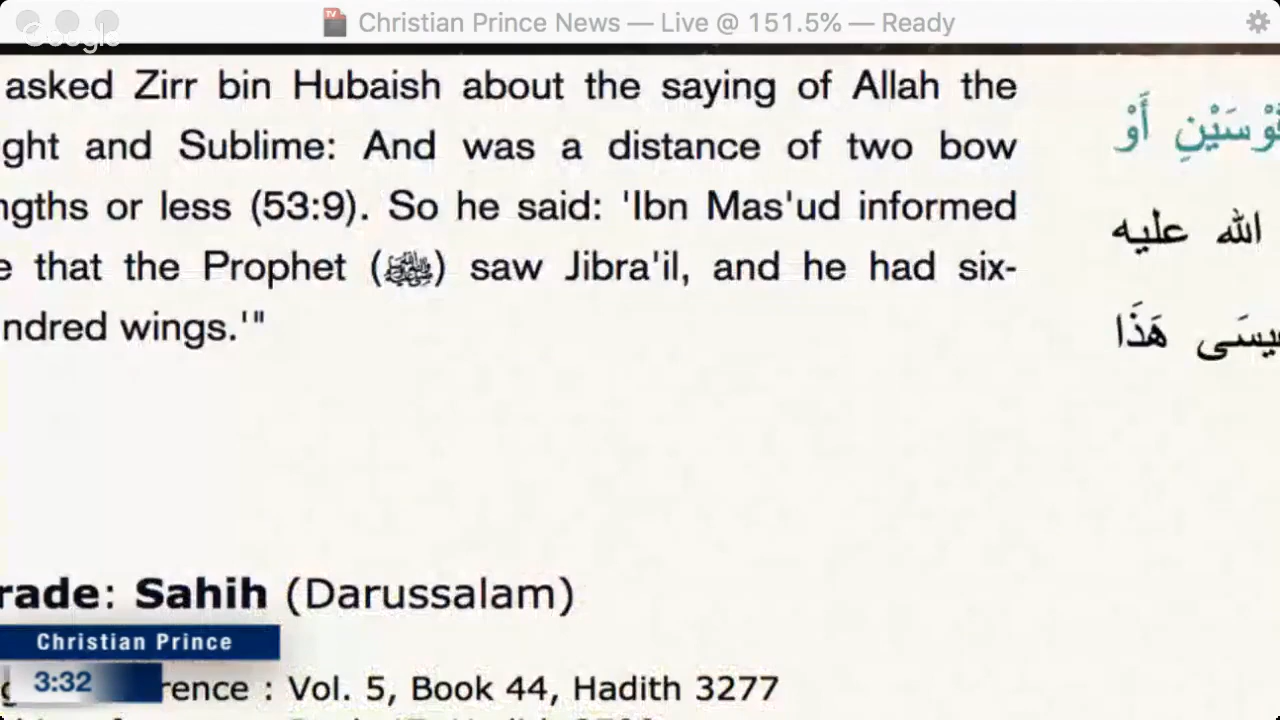 Christian Prince News — Live @ 151.5% — Ready
Google
asked Zirr bin Hubaish about the saying of Allah the
ght and Sublime: And was a distance of two bow
ngths or less (53:9). So he said: 'Ibn Mas'ud informed
e that the Prophet (ﷺ) saw Jibra'il, and he had six-
ndred wings.'"
قَوْسَيْنِ أَوْ
الله عليه
عِيسَى هَذَا
rade: Sahih (Darussalam)
Christian Prince
3:32
rence : Vol. 5, Book 44, Hadith 3277